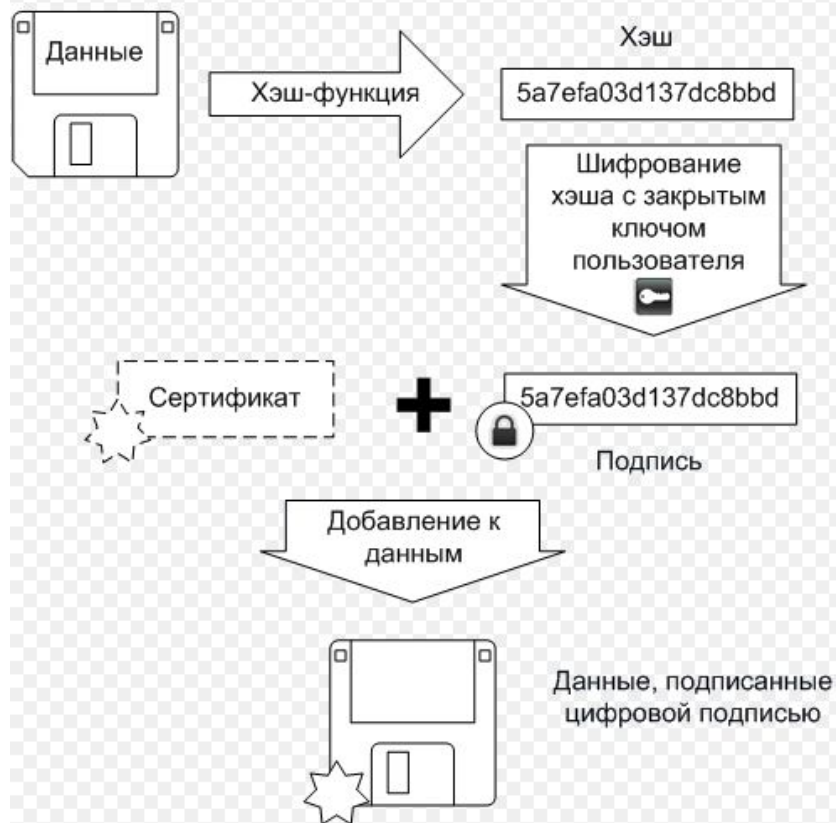 Данные
Хэш-функция
Хэш
5a7efa03d137dc8bbd
Шифрование
хэша с закрытым
ключом
пользователя
Сертификат
5a7efa03d137dc8bbd
Подпись
Добавление к
данным
Данные, подписанные
цифровой подписью